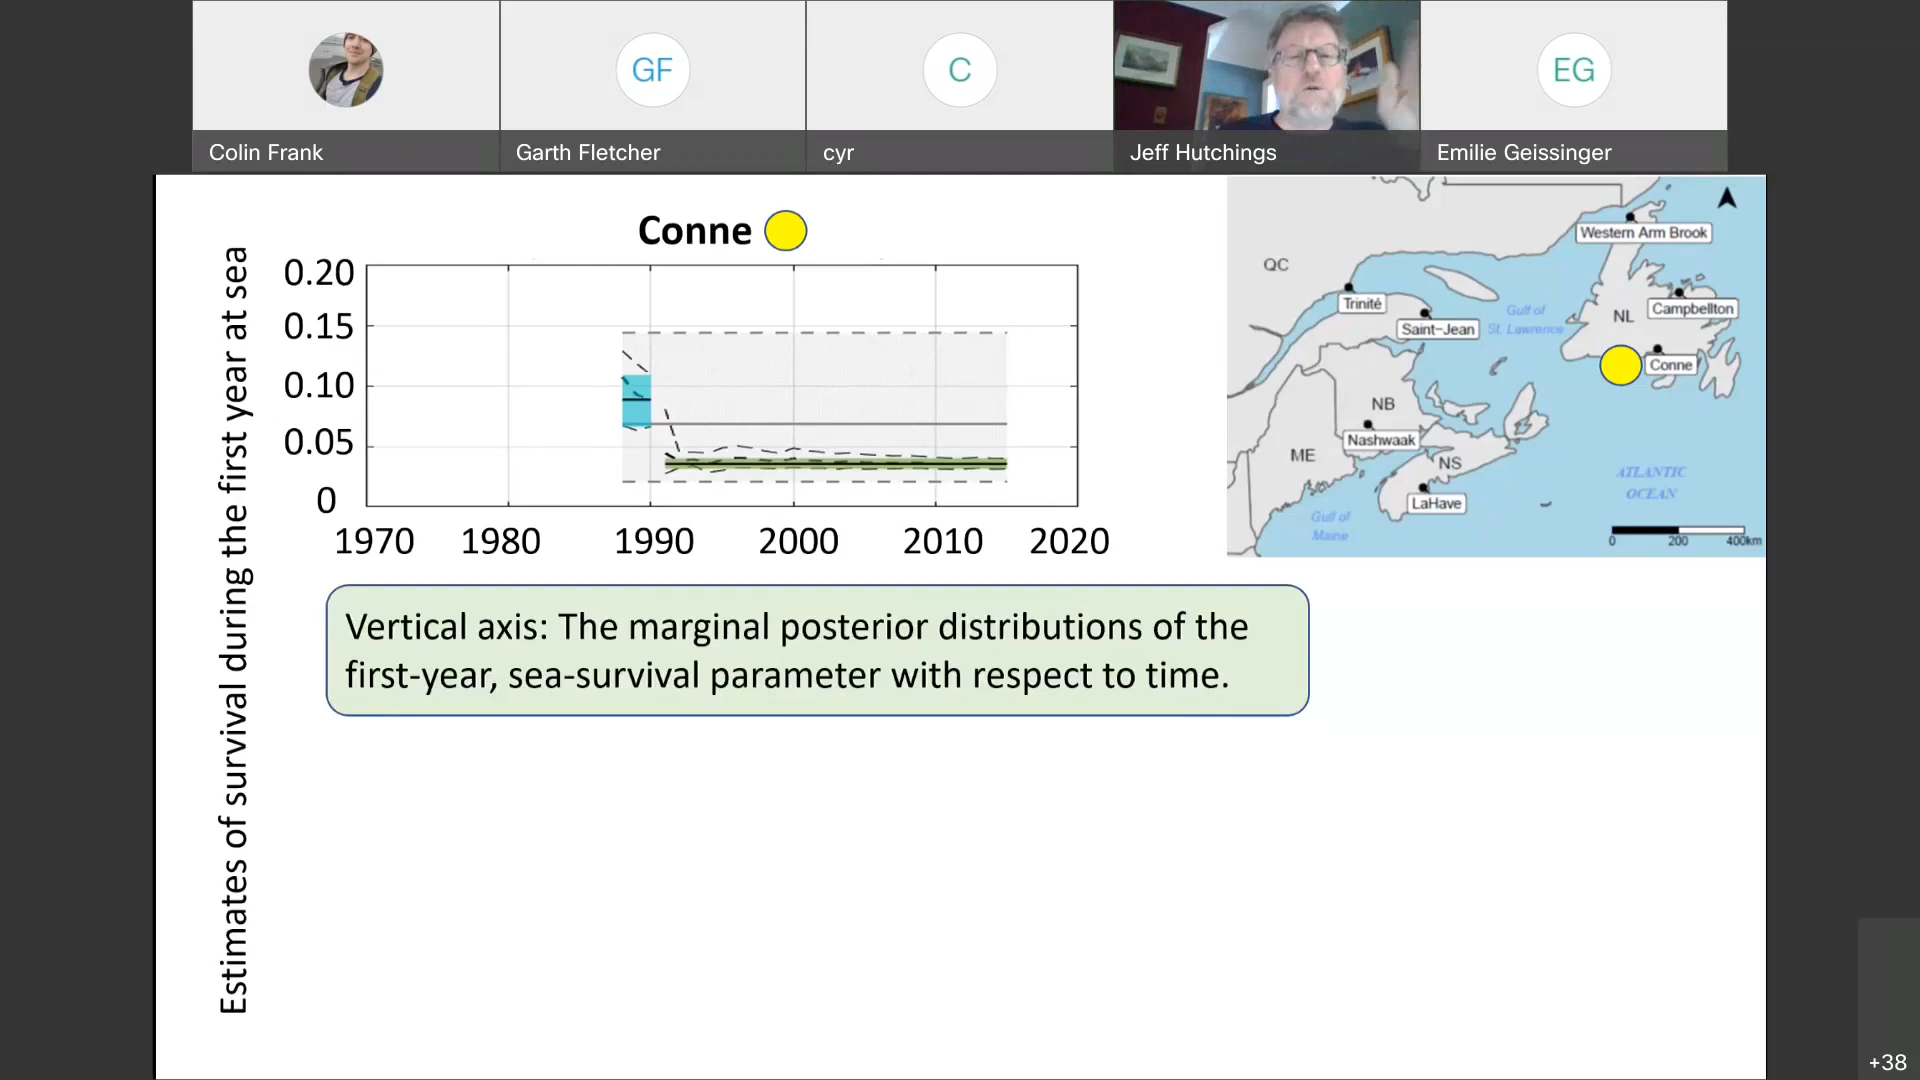 GF
C
EG
Colin Frank
Garth Fletcher
cyr
Jeff Hutchings
Emilie Geissinger
Conne
Estimates of survival during the first year at sea
0.20
0.15
0.10
0.05
0
1970 1980 1990 2000 2010 2020
Western Arm Brook
QC
Trinité
Saint-Jean
Gulf of
St. Lawrence
NL
Campbellton
Conne
NB
Nashwaak
ME
NS
LaHave
Gulf of
Maine
ATLANTIC
OCEAN
0 200 400km
Vertical axis: The marginal posterior distributions of the
first-year, sea-survival parameter with respect to time.
+38